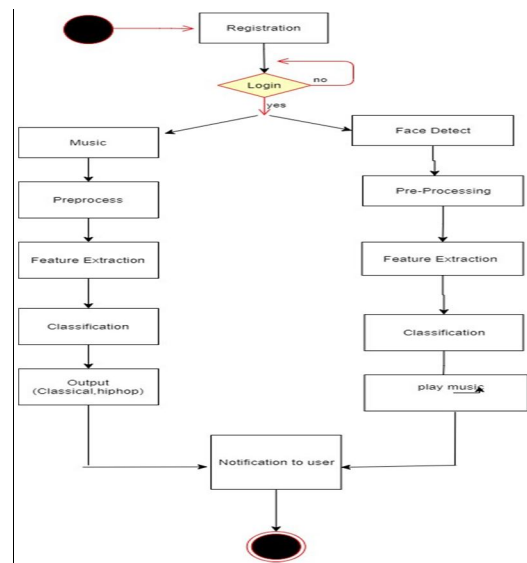 Registration
Login
no
yes
Music
Face Detect
Preprocess
Pre-Processing
Feature Extraction
Feature Extraction
Classification
Classification
Output
(Classical,hiphop)
play music
Notification to user